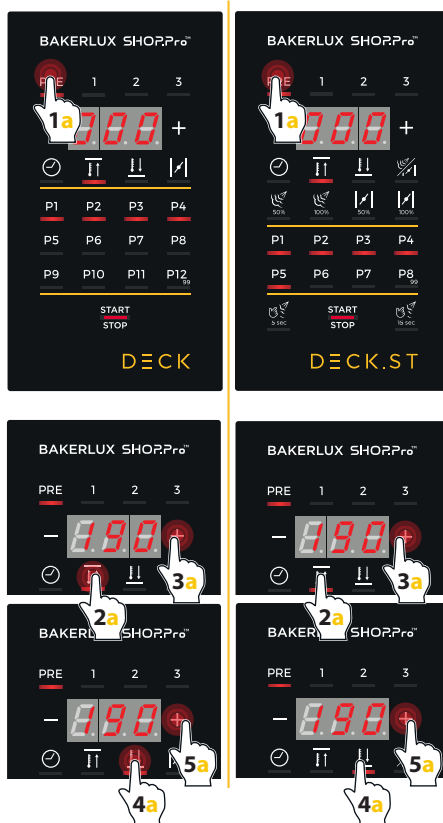 BAKERLUX SHOP.Pro™
PRE 1 2 3
000 +
1a
P1 P2 P3 P4
P5 P6 P7 P8
P9 P10 P11 P12
99
START
STOP
DECK
BAKERLUX SHOP.Pro™
PRE 1 2 3
000 +
1a
50% 100% 50% 100%
P1 P2 P3 P4
P5 P6 P7 P8
99
5 sec START 15 sec
STOP
DECK.ST
BAKERLUX SHOP.Pro™
PRE 1 2 3
− 190 +
3a
2a
BAKERLUX SHOP.Pro™
PRE 1 2 3
− 190 +
3a
2a
BAKERL SHOP.Pro™
PRE 1 2 3
− 190 +
5a
4a
BAKER SHOP.Pro™
PRE 1 2 3
− 190 +
5a
4a